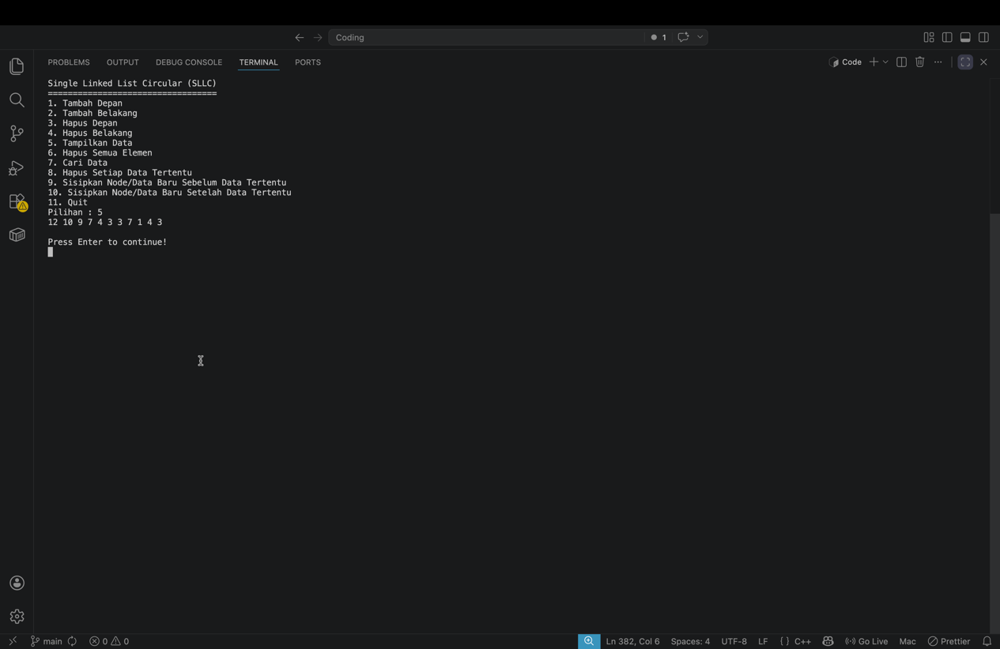 Coding
1
PROBLEMS OUTPUT DEBUG CONSOLE TERMINAL PORTS
Code
Single Linked List Circular (SLLC)
==================================
1. Tambah Depan
2. Tambah Belakang
3. Hapus Depan
4. Hapus Belakang
5. Tampilkan Data
6. Hapus Semua Elemen
7. Cari Data
8. Hapus Setiap Data Tertentu
9. Sisipkan Node/Data Baru Sebelum Data Tertentu
10. Sisipkan Node/Data Baru Setelah Data Tertentu
11. Quit
Pilihan : 5
12 10 9 7 4 3 3 7 1 4 3
Press Enter to continue!
main 0 0 Ln 382, Col 6 Spaces: 4 UTF-8 LF { } C++ Go Live Mac Prettier